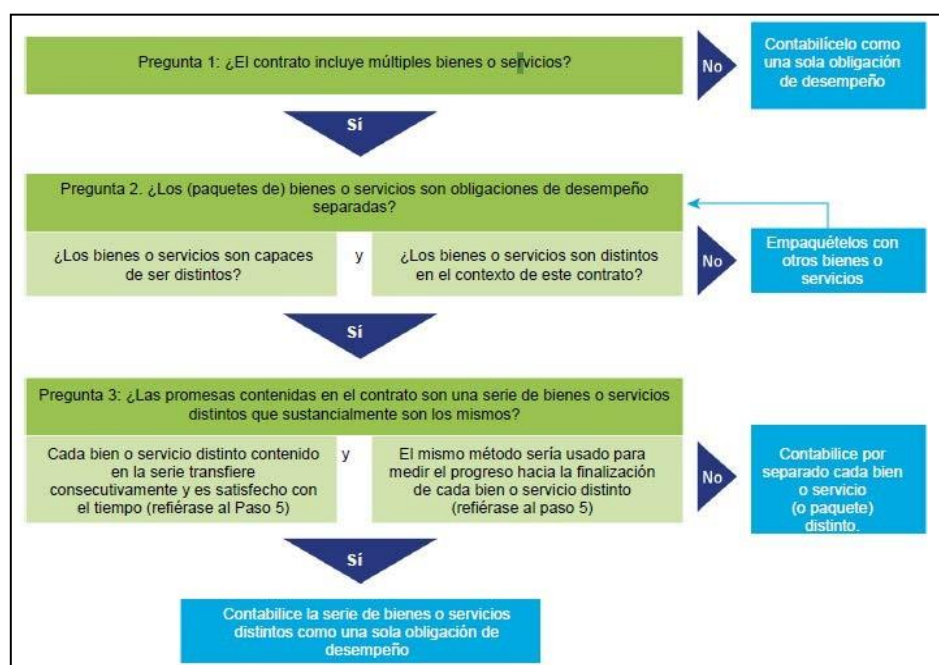 Pregunta 1: ¿El contrato incluye múltiples bienes o servicios?
No
Contabilícelo como
una sola obligación
de desempeño
Sí
Pregunta 2. ¿Los (paquetes de) bienes o servicios son obligaciones de desempeño
separadas?
¿Los bienes o servicios son capaces
de ser distintos?
y
¿Los bienes o servicios son distintos
en el contexto de este contrato?
No
Empaquételos con
otros bienes o
servicios
Sí
Pregunta 3: ¿Las promesas contenidas en el contrato son una serie de bienes o servicios
distintos que sustancialmente son los mismos?
Cada bien o servicio distinto contenido
en la serie transfiere
consecutivamente y es satisfecho con
el tiempo (refiérase al Paso 5)
y
El mismo método sería usado para
medir el progreso hacia la finalización
de cada bien o servicio distinto
(refiérase al paso 5)
No
Contabilice por
separado cada bien
o servicio
(o paquete)
distinto.
Sí
Contabilice la serie de bienes o servicios
distintos como una sola obligación de
desempeño